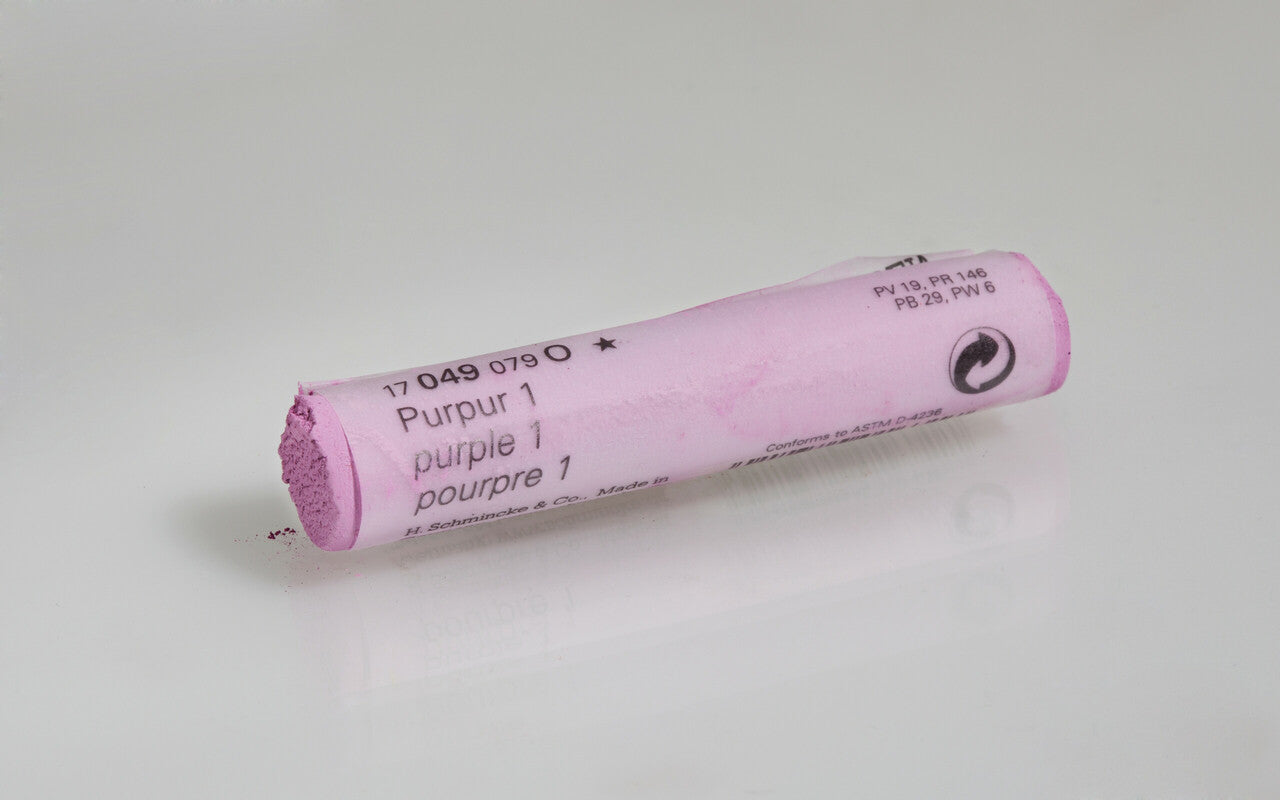 17 049 079 O ★
Purpur 1
purple 1
pourpre 1
H. Schmincke & Co., Made in
PV 19, PR 146
PB 29, PW 6
Conforms to ASTM D-4236